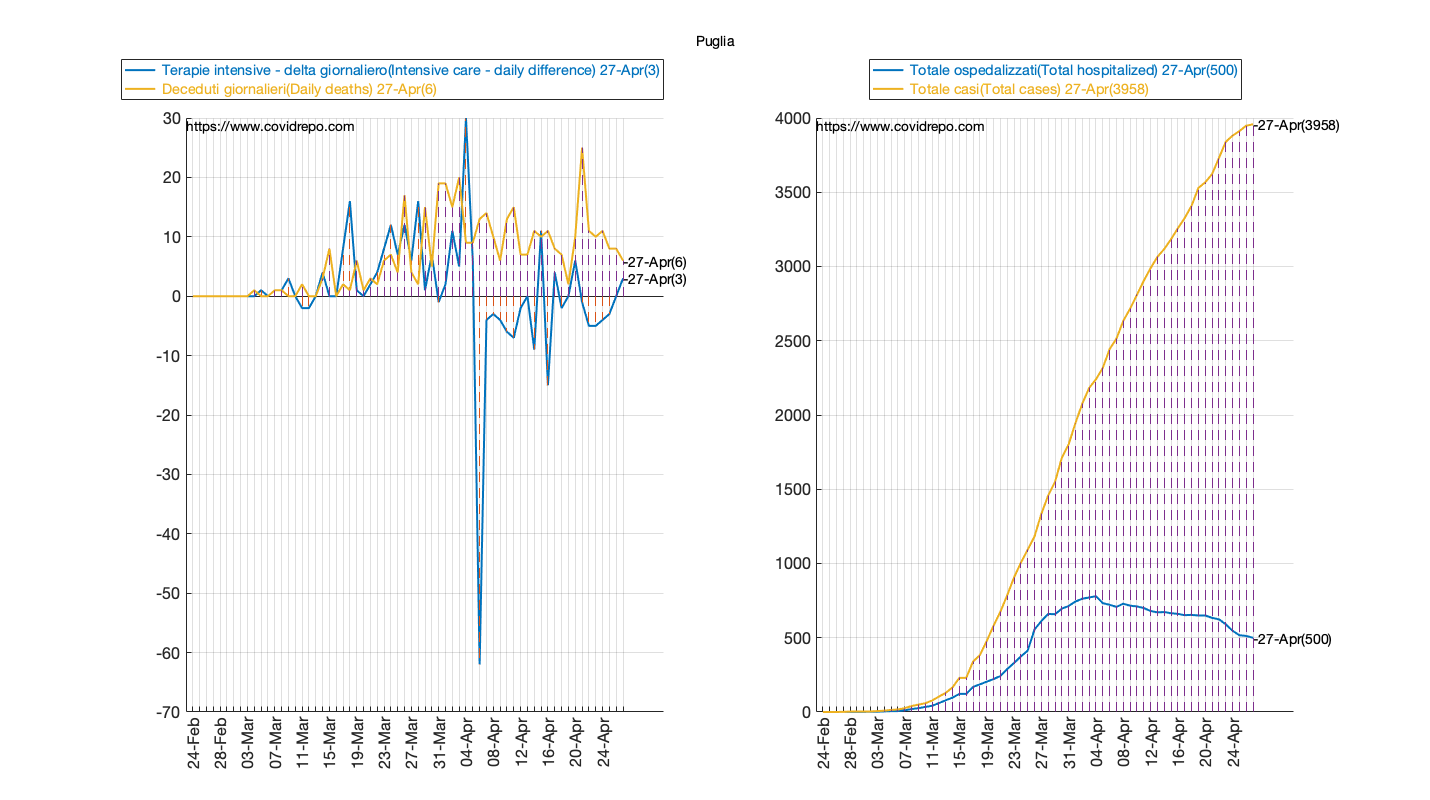 Puglia
Terapie intensive - delta giornaliero(Intensive care - daily difference) 27-Apr(3)
Deceduti giornalieri(Daily deaths) 27-Apr(6)
https://www.covidrepo.com
30
20
10
0
-10
-20
-30
-40
-50
-60
-70
27-Apr(6)
27-Apr(3)
24-Feb
28-Feb
03-Mar
07-Mar
11-Mar
15-Mar
19-Mar
23-Mar
27-Mar
31-Mar
04-Apr
08-Apr
12-Apr
16-Apr
20-Apr
24-Apr
Totale ospedalizzati(Total hospitalized) 27-Apr(500)
Totale casi(Total cases) 27-Apr(3958)
https://www.covidrepo.com
4000
3500
3000
2500
2000
1500
1000
500
0
27-Apr(3958)
27-Apr(500)
24-Feb
28-Feb
03-Mar
07-Mar
11-Mar
15-Mar
19-Mar
23-Mar
27-Mar
31-Mar
04-Apr
08-Apr
12-Apr
16-Apr
20-Apr
24-Apr